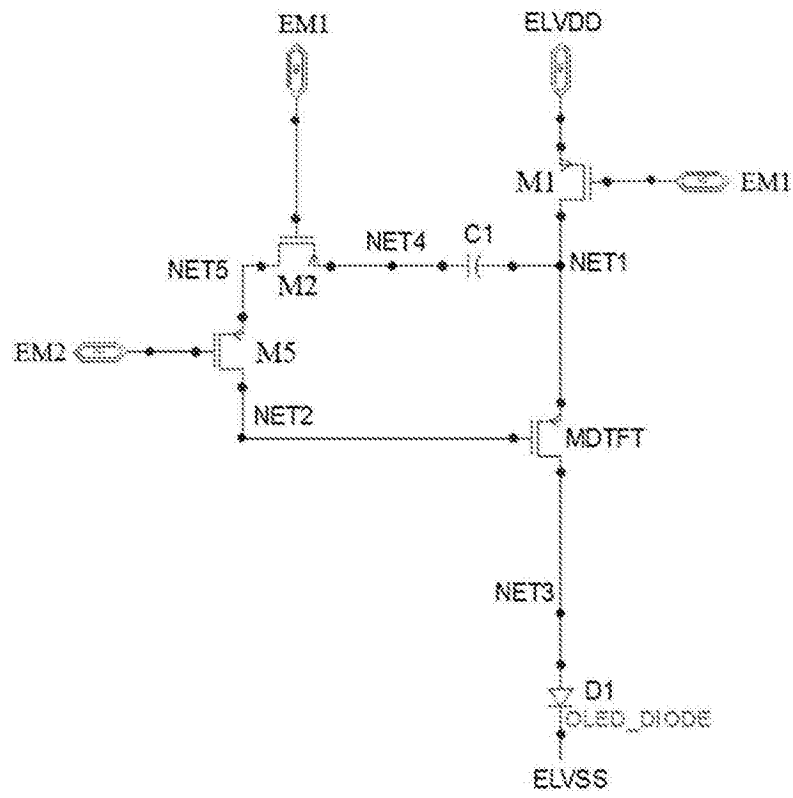 EM1
ELVDD
M1
EM1
NET4
C1
NET5
M2
NET1
EM2
M5
NET2
MDTFT
NET3
D1
OLED_DIODE
ELVSS